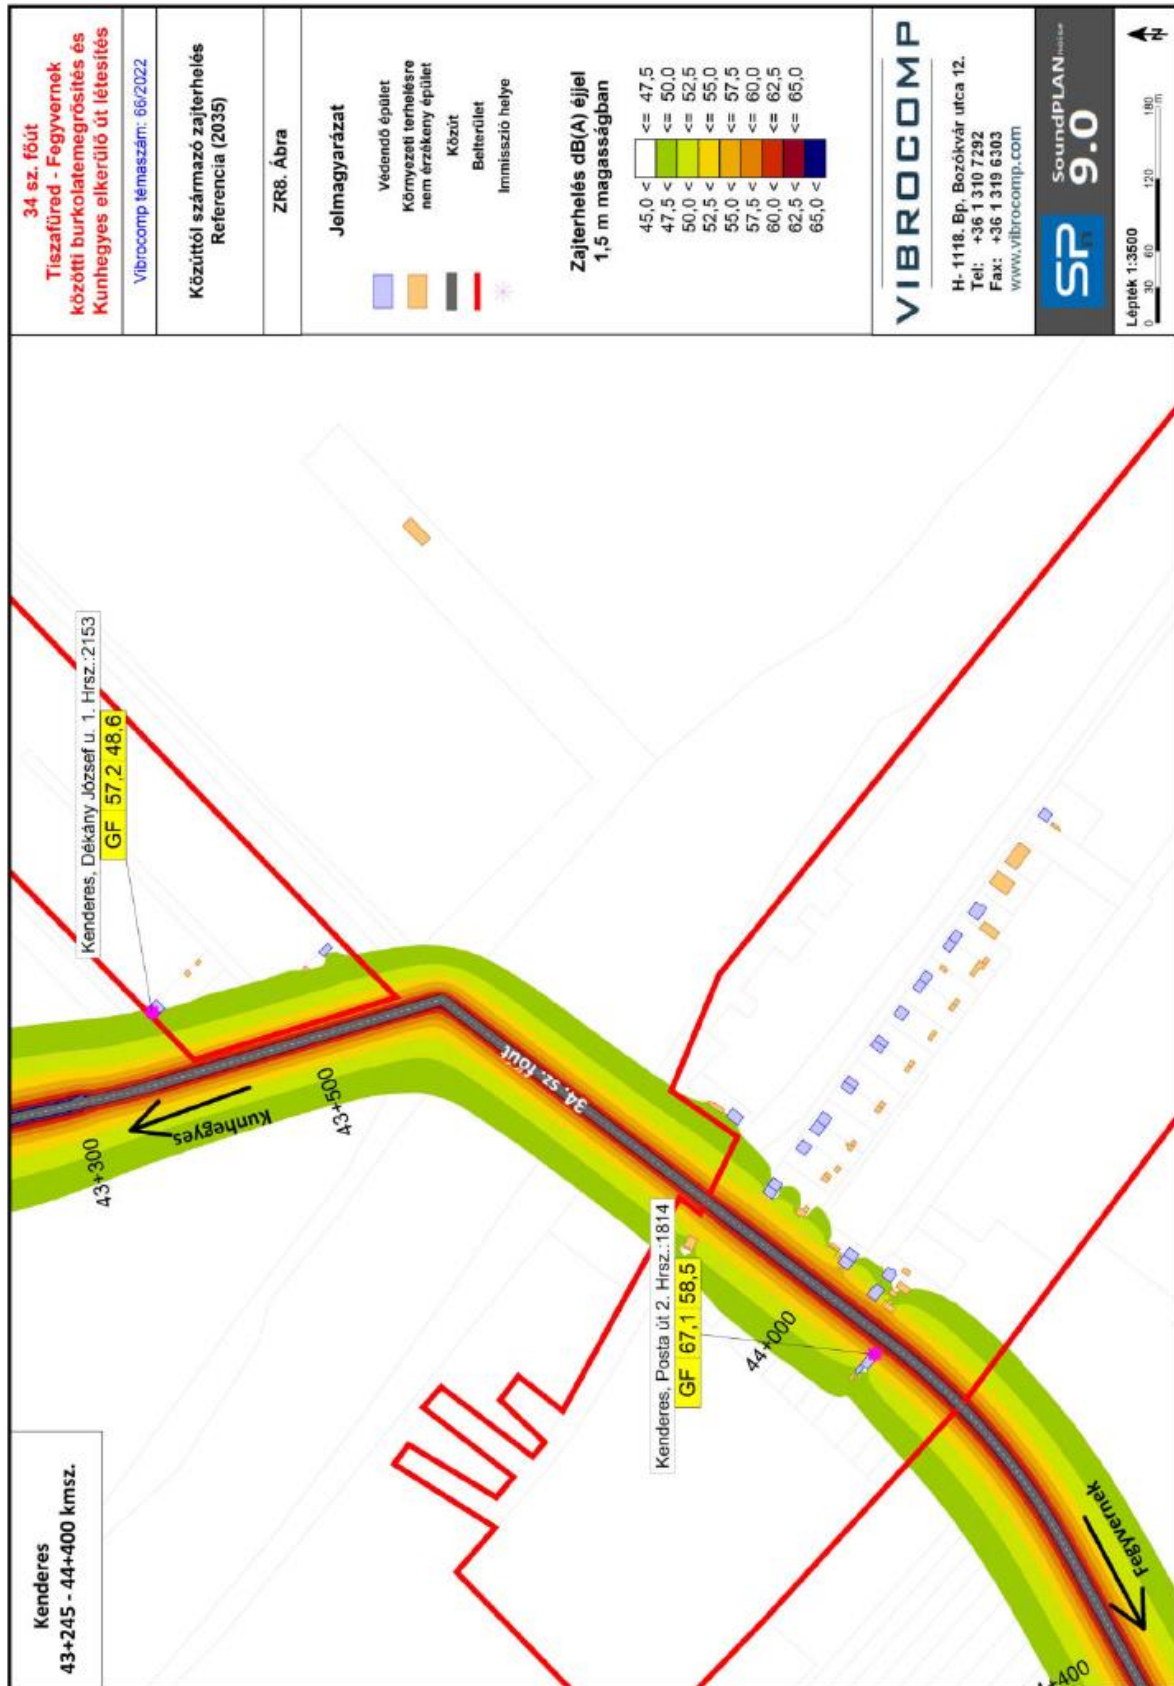 Kenderes
43+245 - 44+400 kmsz.
Kenderes, Dékány József u. 1. Hrsz.:2153
GF 57,2 48,6
43+300
Kunhegyes
43+500
34. sz. főút
Kenderes, Posta út 2. Hrsz.:1814
GF 67,1 58,5
44+000
Fegyvernek
+400
34 sz. főút
Tiszafüred - Fegyvernek
közötti burkolatemegrősítés és
Kunhegyes elkerülő út létesítés
Vibrocomp témaszám: 66/2022
Közúttól származó zajterhelés
Referencia (2035)
ZR8. Ábra
Jelmagyarázat
Védendő épület
Környezeti terhelésre
nem érzékeny épület
Közút
Belterület
Immisszió helye
Zajterhelés dB(A) éjjel
1,5 m magasságban
45,0 < <= 47,5
47,5 < <= 50,0
50,0 < <= 52,5
52,5 < <= 55,0
55,0 < <= 57,5
57,5 < <= 60,0
60,0 < <= 62,5
62,5 < <= 65,0
65,0 <
VIBROCOMP
H- 1118. Bp, Bozókvár utca 12.
Tel: +36 1 310 7292
Fax: +36 1 319 6303
www.vibrocomp.com
SPn SoundPLANnoise
9.0
Lépték 1:3500
0 30 60 120 180
m
N